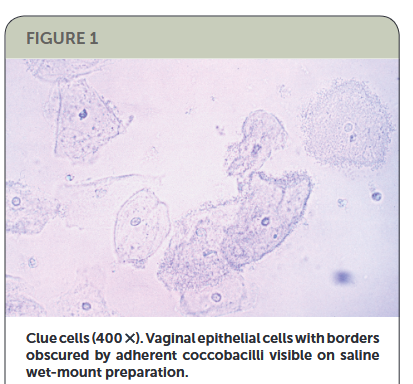 FIGURE 1
Clue cells (400×). Vaginal epithelial cells with borders
obscured by adherent coccobacilli visible on saline
wet-mount preparation.